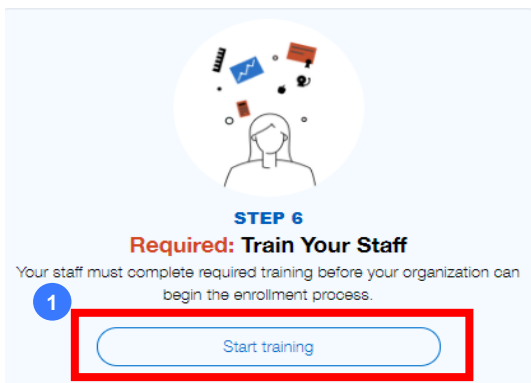 STEP 6
Required: Train Your Staff
Your staff must complete required training before your organization can
begin the enrollment process.
1
Start training